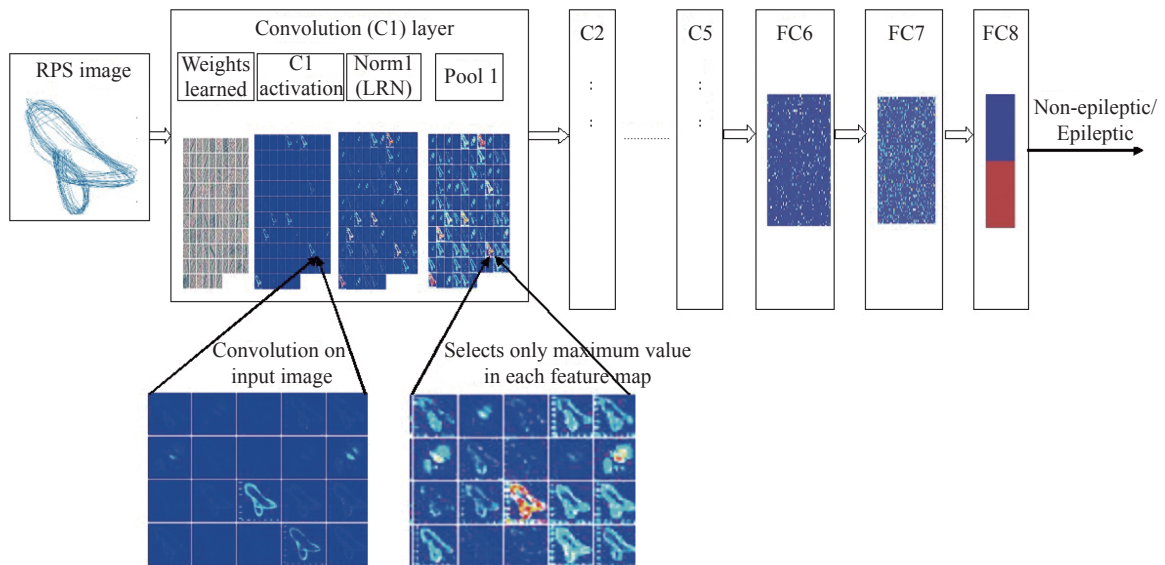 RPS image
Convolution (C1) layer
Weights
learned
C1
activation
Norm1
(LRN)
Pool 1
C2
:
:
..........
C5
:
:
FC6
FC7
FC8
Non-epileptic/
Epileptic
Convolution on
input image
Selects only maximum value
in each feature map